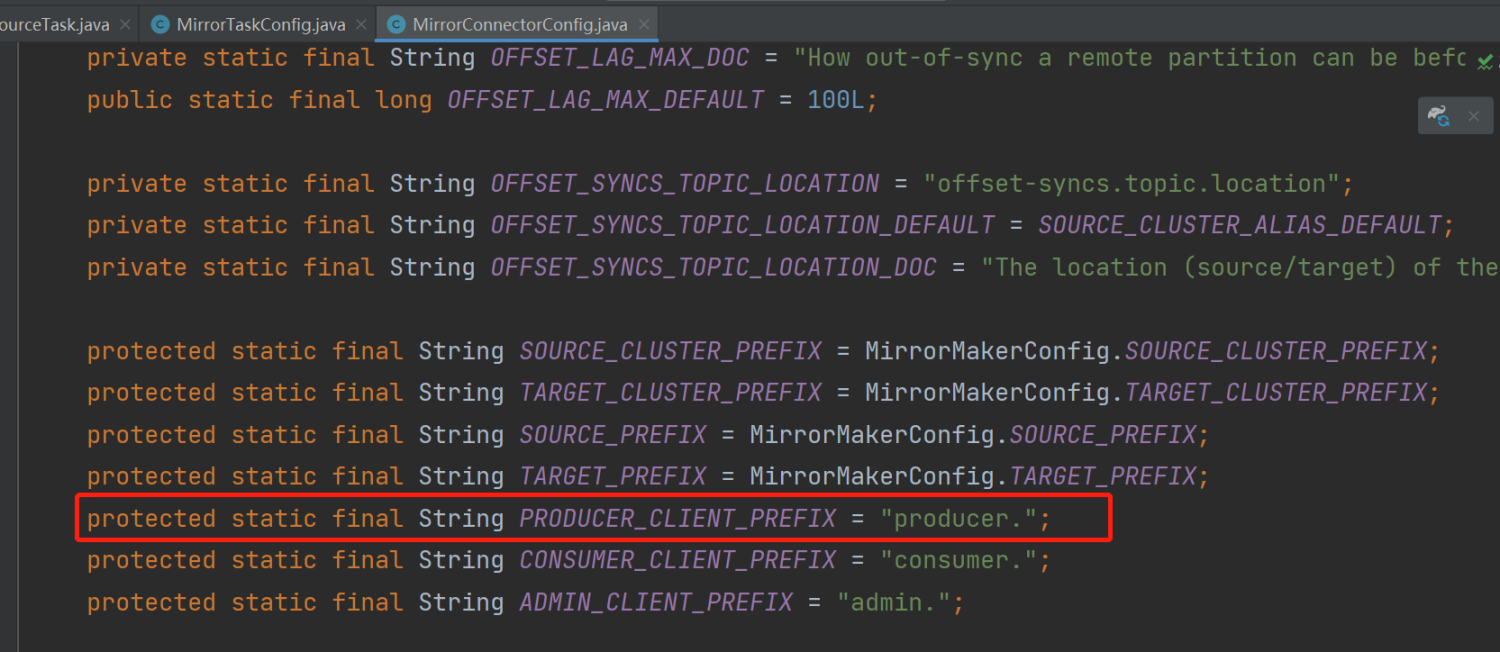 ourceTask.java × C MirrorTaskConfig.java × C MirrorConnectorConfig.java ×
private static final String OFFSET_LAG_MAX_DOC = "How out-of-sync a remote partition can be befo
public static final long OFFSET_LAG_MAX_DEFAULT = 100L;
private static final String OFFSET_SYNCS_TOPIC_LOCATION = "offset-syncs.topic.location";
private static final String OFFSET_SYNCS_TOPIC_LOCATION_DEFAULT = SOURCE_CLUSTER_ALIAS_DEFAULT;
private static final String OFFSET_SYNCS_TOPIC_LOCATION_DOC = "The location (source/target) of the
protected static final String SOURCE_CLUSTER_PREFIX = MirrorMakerConfig.SOURCE_CLUSTER_PREFIX;
protected static final String TARGET_CLUSTER_PREFIX = MirrorMakerConfig.TARGET_CLUSTER_PREFIX;
protected static final String SOURCE_PREFIX = MirrorMakerConfig.SOURCE_PREFIX;
protected static final String TARGET_PREFIX = MirrorMakerConfig.TARGET_PREFIX;
protected static final String PRODUCER_CLIENT_PREFIX = "producer.";
protected static final String CONSUMER_CLIENT_PREFIX = "consumer.";
protected static final String ADMIN_CLIENT_PREFIX = "admin.";